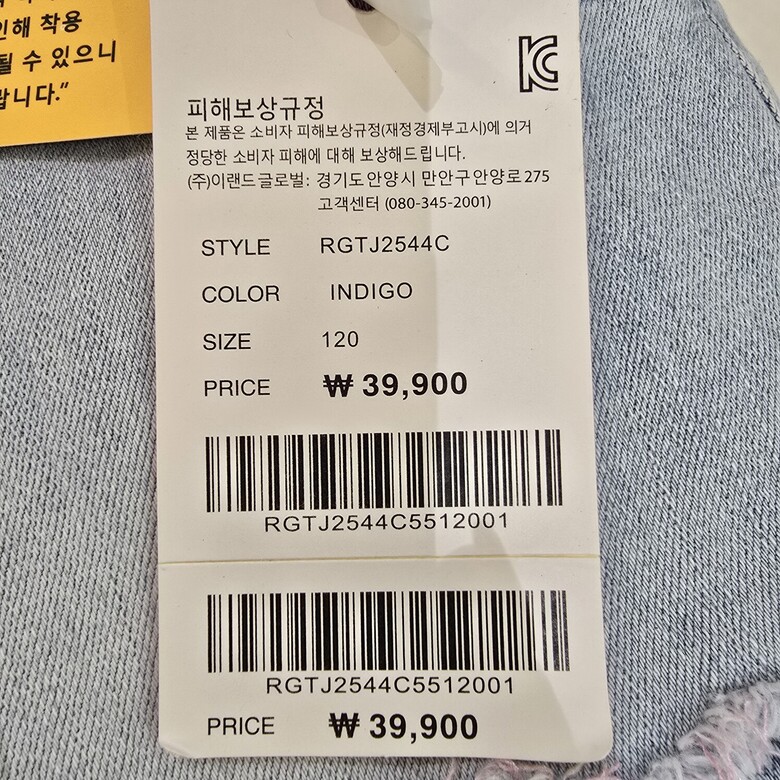 착용
될 수 있으니
랍니다."
피해보상규정
본 제품은 소비자 피해보상규정(재정경제부고시)에 의거
정당한 소비자 피해에 대해 보상해드립니다.
(주)이랜드글로벌: 경기도 안양시 만안구 안양로 275
고객센터 (080-345-2001)
STYLE RGTJ2544C
COLOR INDIGO
SIZE 120
PRICE ₩ 39,900
RGTJ2544C5512001
RGTJ2544C5512001
PRICE ₩ 39,900